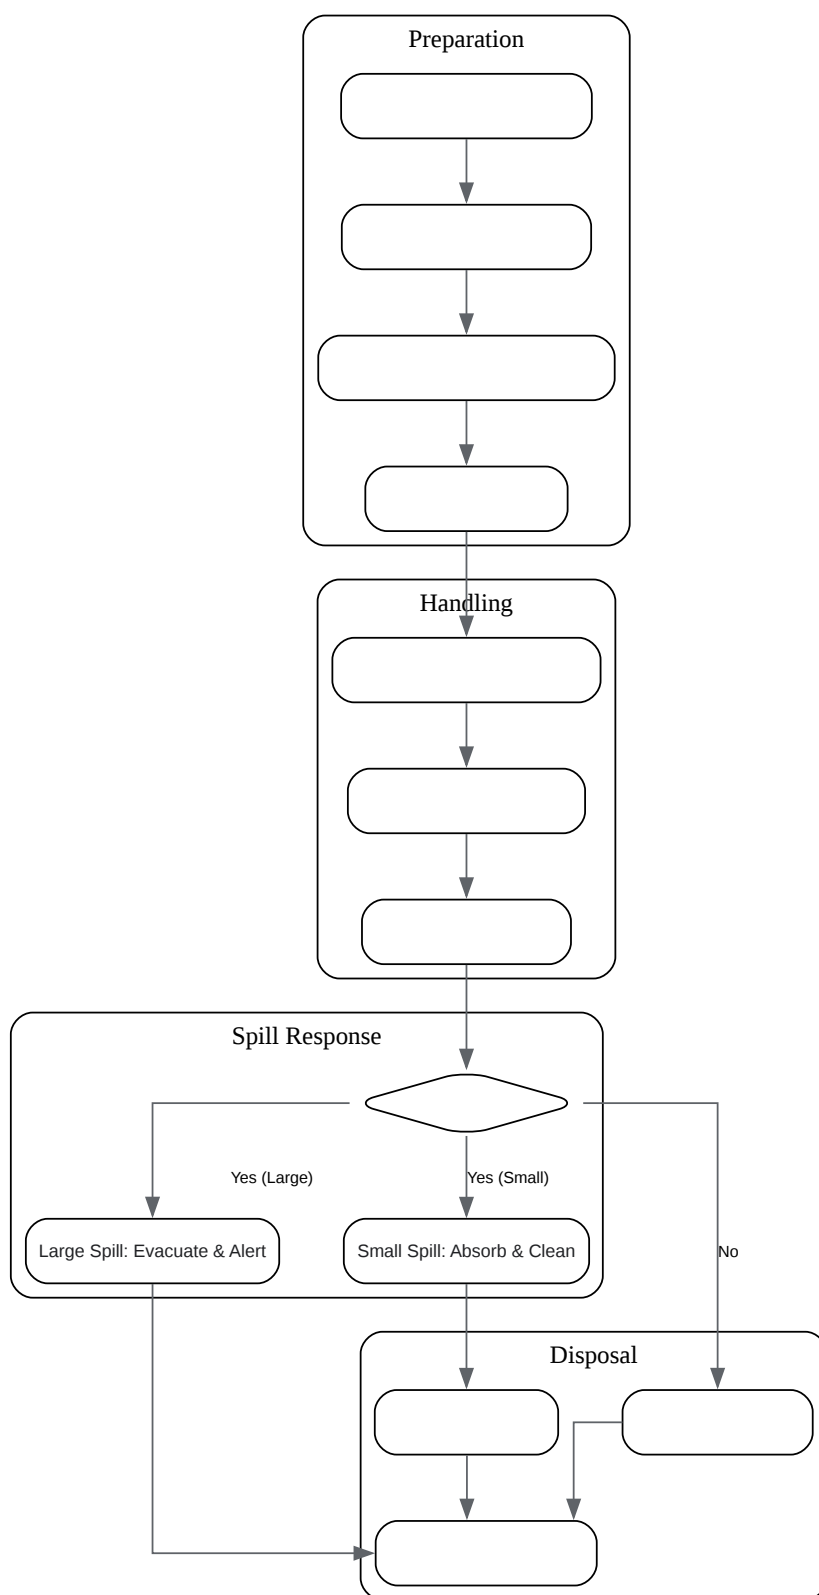 Preparation
Handling
Spill Response
Yes (Large)
Yes (Small)
Large Spill: Evacuate & Alert
Small Spill: Absorb & Clean
No
Disposal